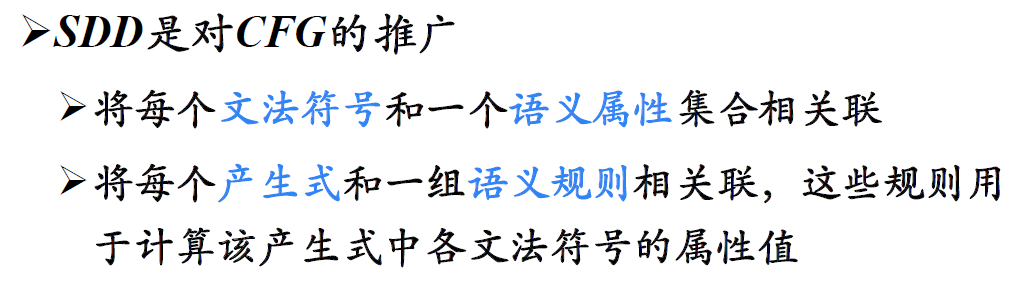 ➢SDD是对CFG的推广
➢将每个文法符号和一个语义属性集合相关联
➢将每个产生式和一组语义规则相关联，这些规则用
于计算该产生式中各文法符号的属性值